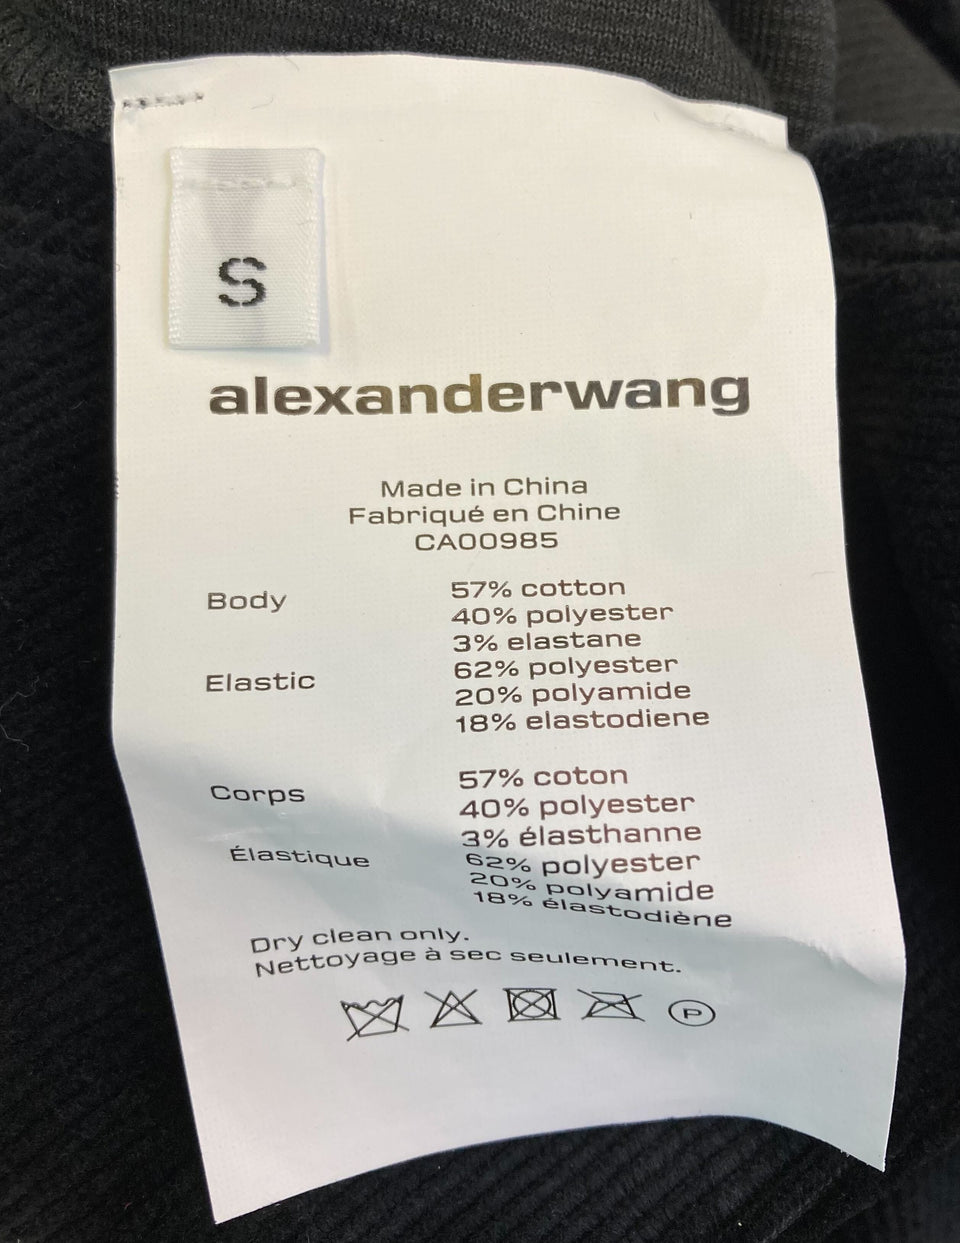 S
alexanderwang
Made in China
Fabriqué en Chine
CA00985
Body 57% cotton
40% polyester
3% elastane
Elastic 62% polyester
20% polyamide
18% elastodiene
Corps 57% coton
40% polyester
3% élasthanne
Élastique 62% polyester
20% polyamide
18% élastodiène
Dry clean only.
Nettoyage à sec seulement.
P